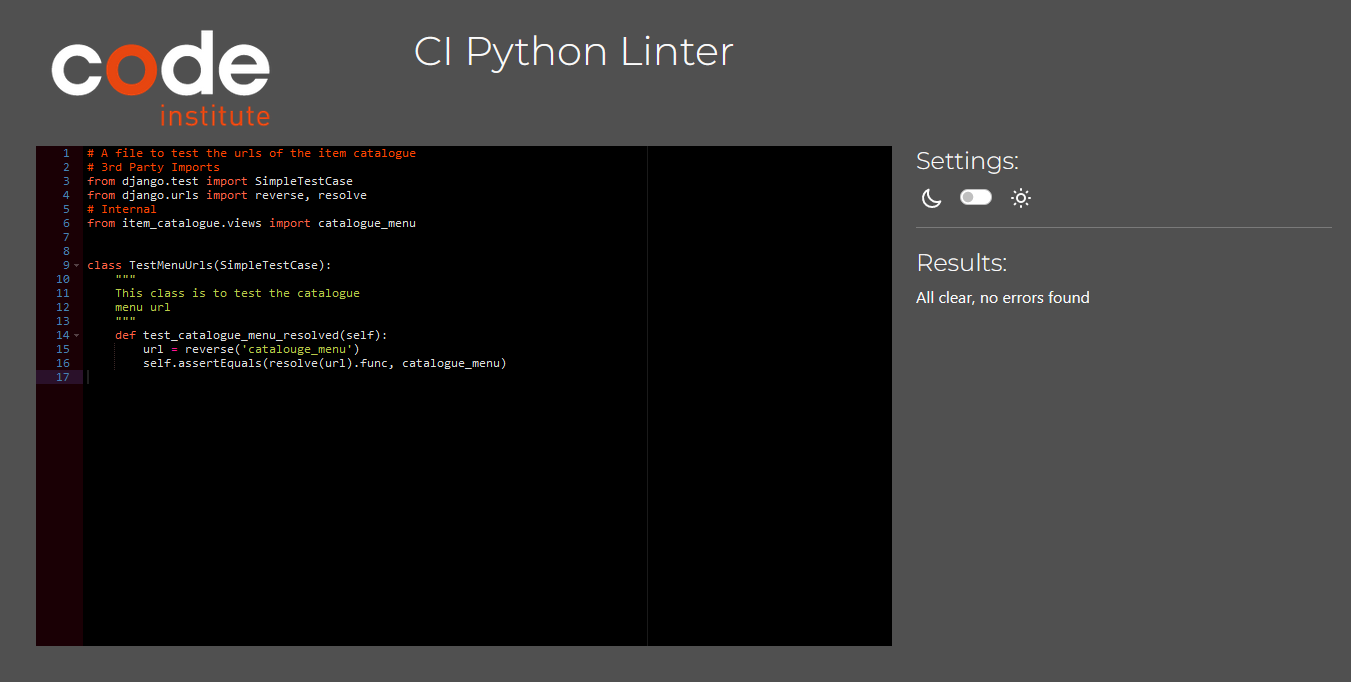 code
institute
CI Python Linter
1 # A file to test the urls of the item catalogue
2 # 3rd Party Imports
3 from django.test import SimpleTestCase
4 from django.urls import reverse, resolve
5 # Internal
6 from item_catalogue.views import catalogue_menu
7
8
9 class TestMenuUrls(SimpleTestCase):
10     """
11     This class is to test the catalogue
12     menu url
13     """
14     def test_catalogue_menu_resolved(self):
15         url = reverse('catalouge_menu')
16         self.assertEquals(resolve(url).func, catalogue_menu)
17
Settings:
Results:
All clear, no errors found